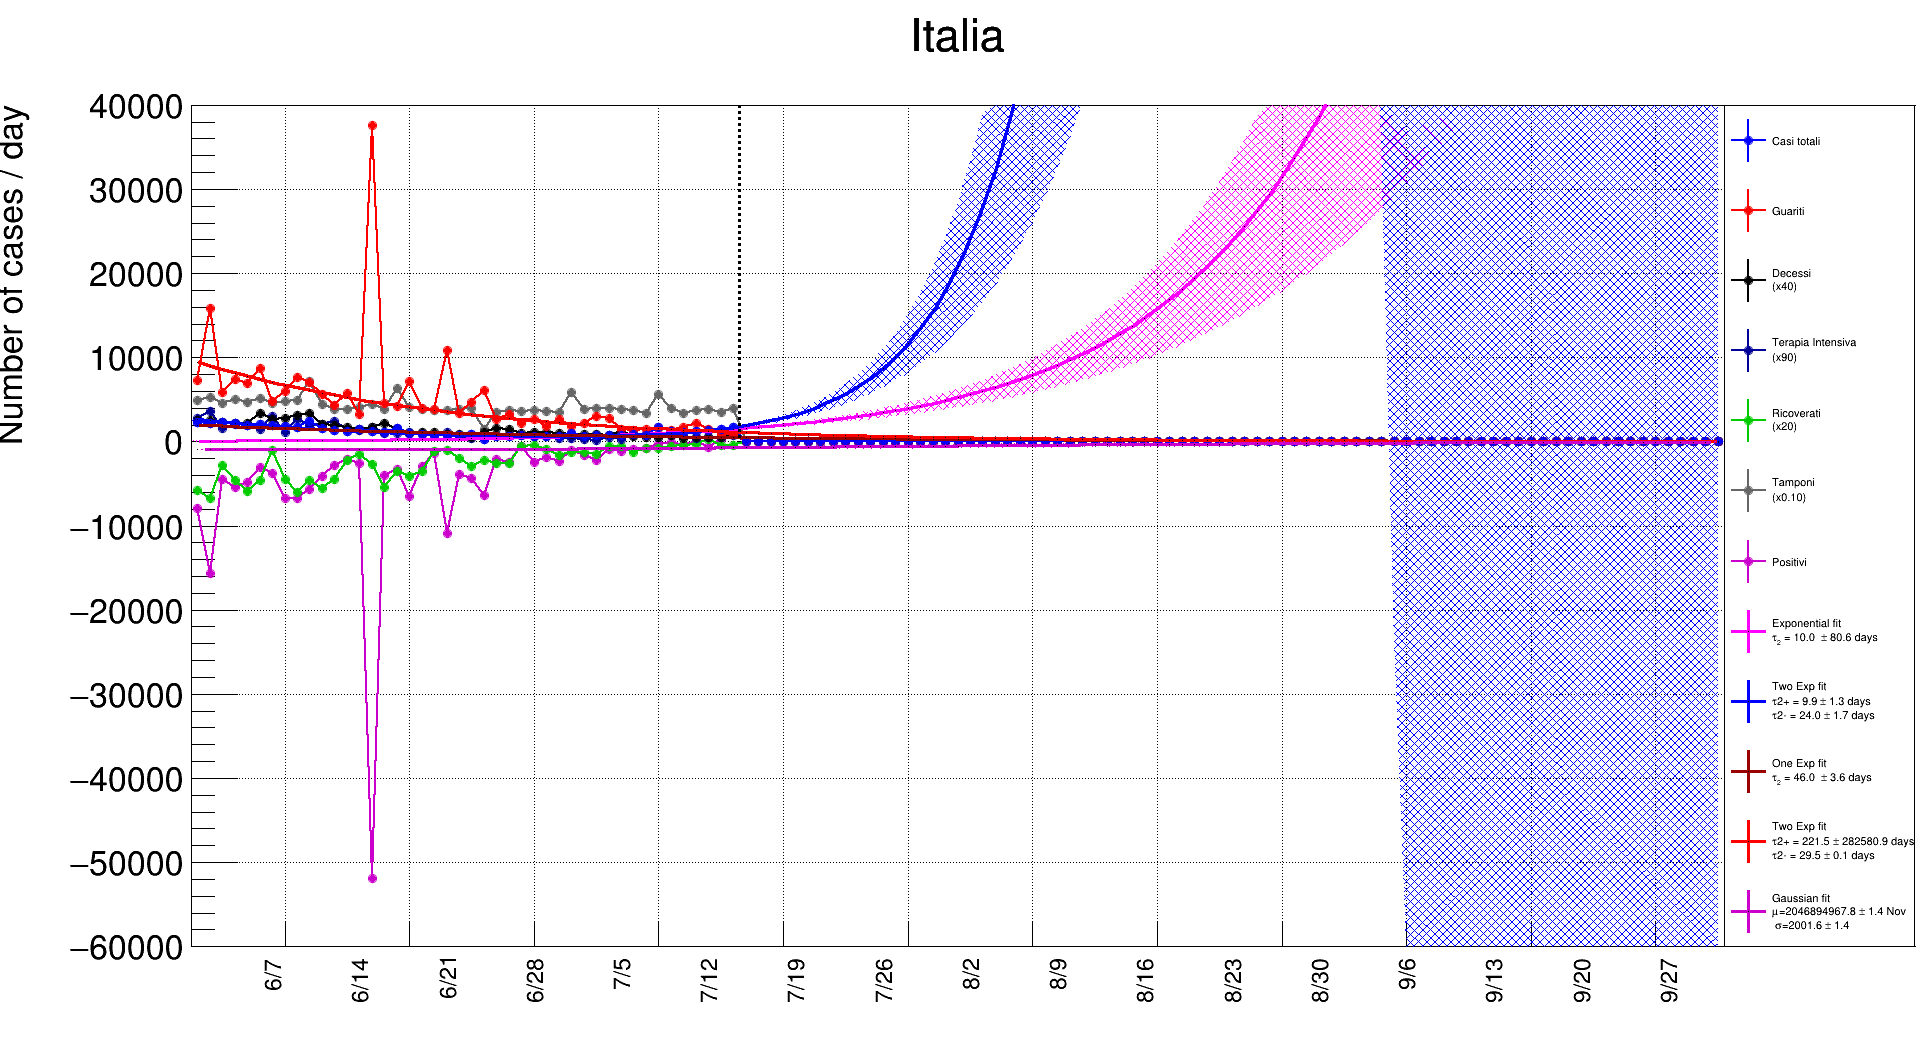 Italia
Number of cases / day
40000
30000
20000
10000
0
−10000
−20000
−30000
−40000
−50000
−60000
6/7
6/14
6/21
6/28
7/5
7/12
7/19
7/26
8/2
8/9
8/16
8/23
8/30
9/6
9/13
9/20
9/27
Casi totali
Guariti
Decessi
(x40)
Terapia Intensiva
(x90)
Ricoverati
(x20)
Tamponi
(x0.10)
Positivi
Exponential fit
τ₂ = 10.0 ± 80.6 days
Two Exp fit
τ2+ = 9.9 ± 1.3 days
τ2- = 24.0 ± 1.7 days
One Exp fit
τ₂ = 46.0 ± 3.6 days
Two Exp fit
τ2+ = 221.5 ± 282580.9 days
τ2- = 29.5 ± 0.1 days
Gaussian fit
μ=2046894967.8 ± 1.4 Nov
σ=2001.6 ± 1.4